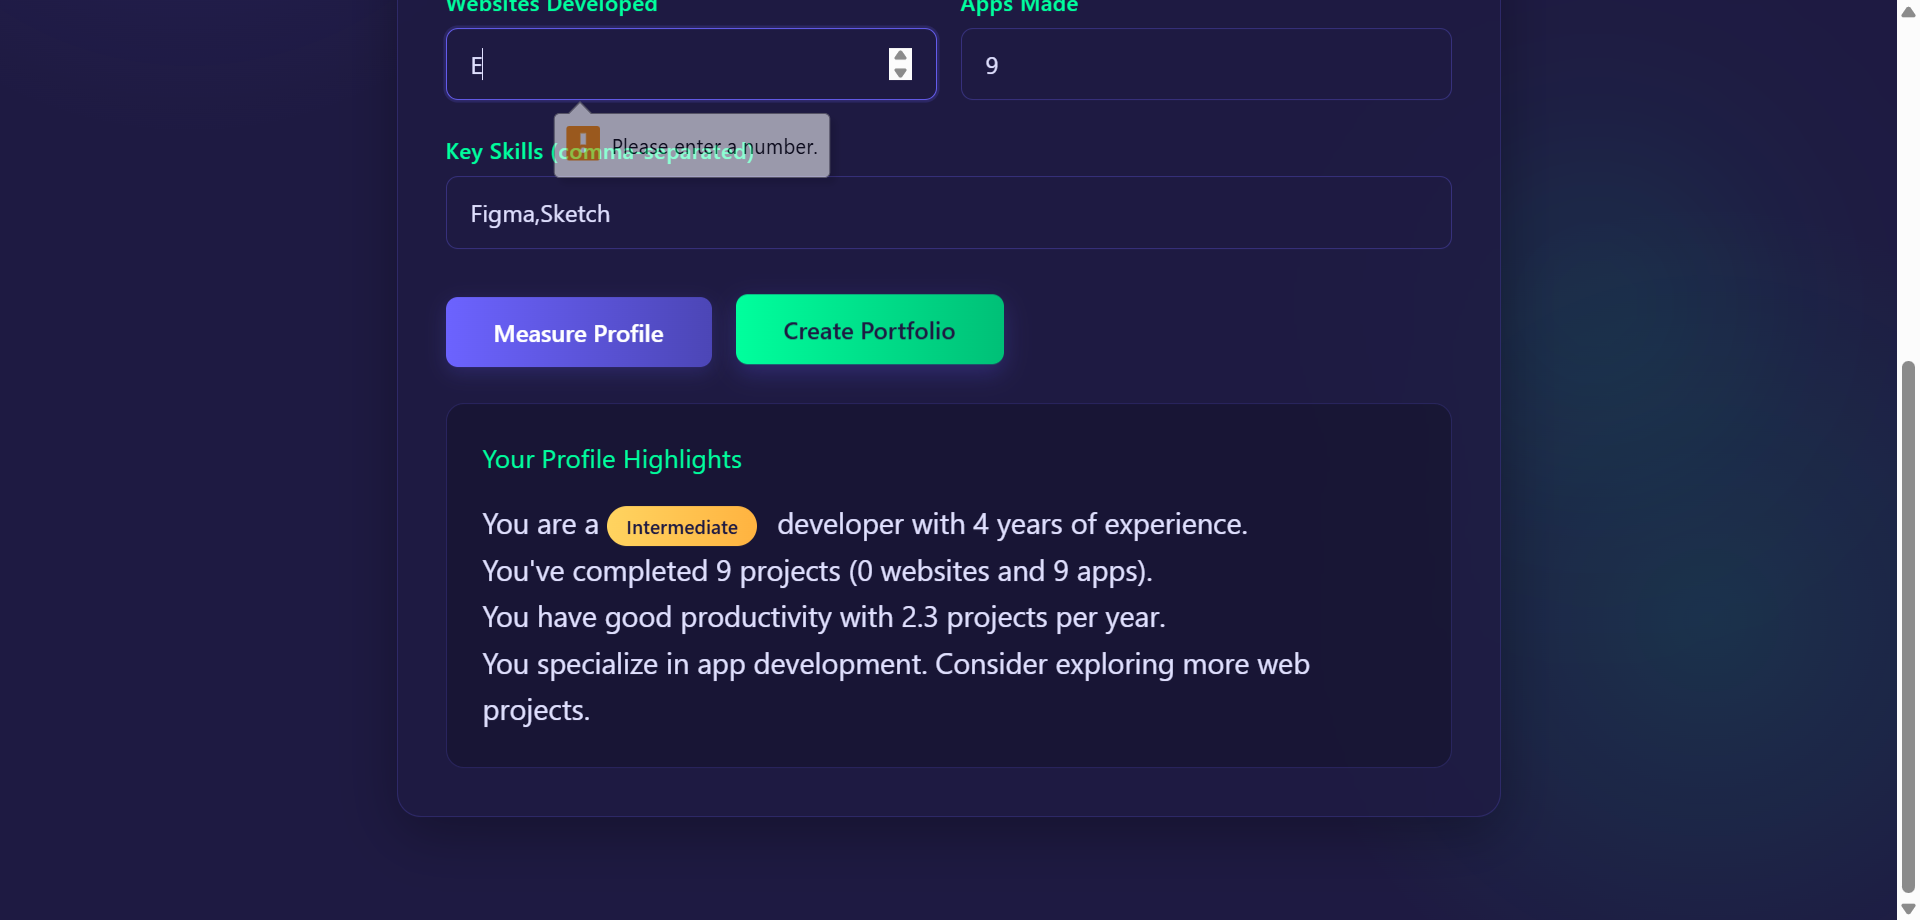 Websites Developed
Apps Made
E
9
Please enter a number.
Key Skills (comma-separated)
Figma,Sketch
Measure Profile
Create Portfolio
Your Profile Highlights
You are a Intermediate developer with 4 years of experience.
You've completed 9 projects (0 websites and 9 apps).
You have good productivity with 2.3 projects per year.
You specialize in app development. Consider exploring more web
projects.